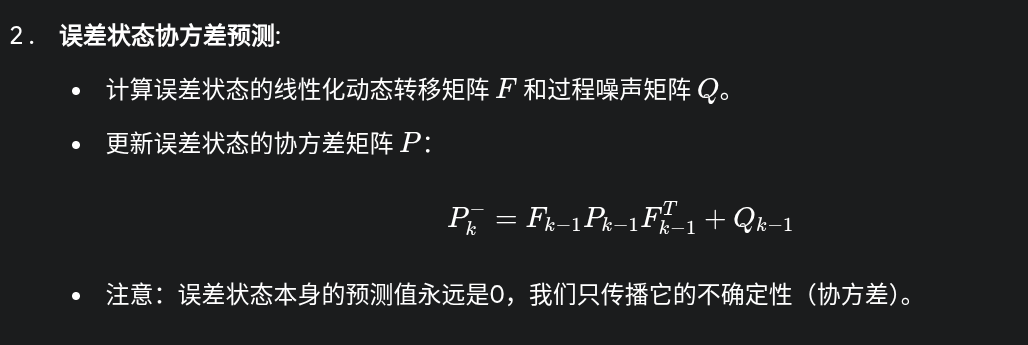 2. 误差状态协方差预测:
• 计算误差状态的线性化动态转移矩阵 F 和过程噪声矩阵 Q。
• 更新误差状态的协方差矩阵 P：
P_k^- = F_{k-1} P_{k-1} F_{k-1}^T + Q_{k-1}
• 注意：误差状态本身的预测值永远是0，我们只传播它的不确定性（协方差）。